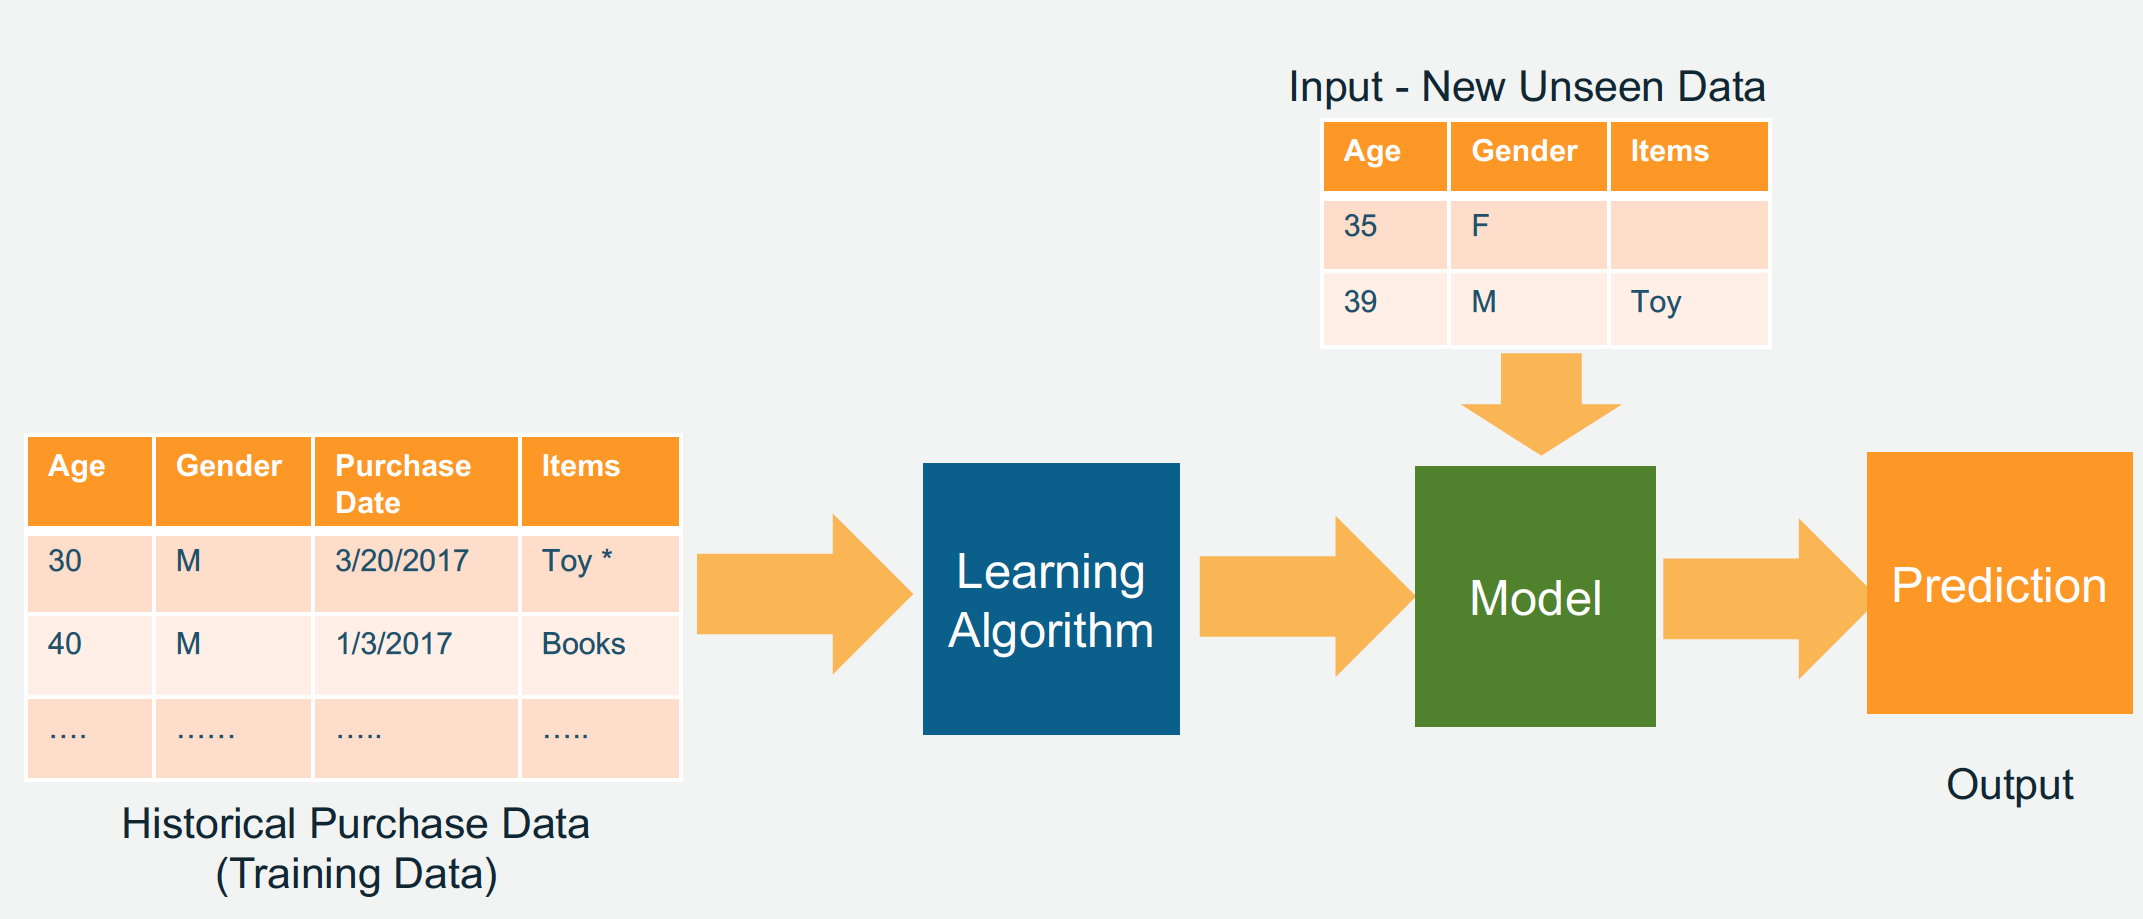 Input - New Unseen Data
Age Gender Items
35 F
39 M Toy
Age Gender Purchase Date Items
30 M 3/20/2017 Toy *
40 M 1/3/2017 Books
…. …… ….. …..
Historical Purchase Data
(Training Data)
Learning
Algorithm
Model
Prediction
Output